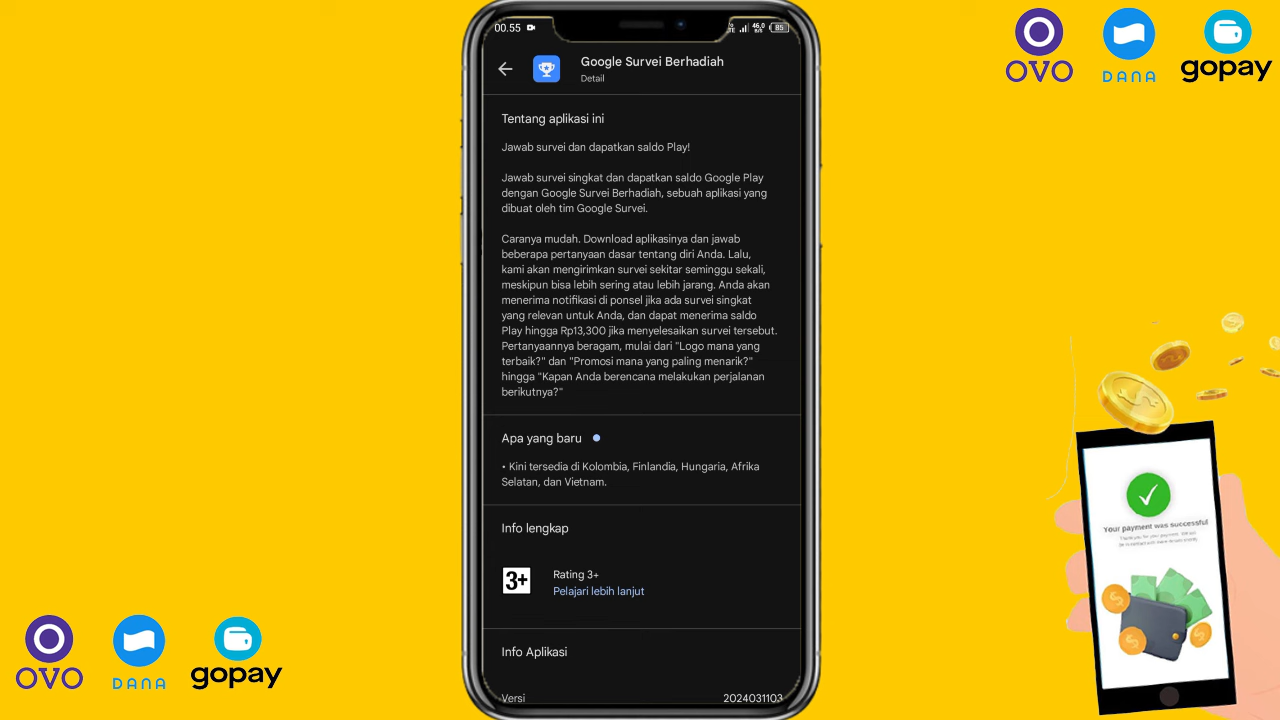 00.55
46,0
85
Google Survei Berhadiah
Detail
Tentang aplikasi ini
Jawab survei dan dapatkan saldo Play!
Jawab survei singkat dan dapatkan saldo Google Play
dengan Google Survei Berhadiah, sebuah aplikasi yang
dibuat oleh tim Google Survei.
Caranya mudah. Download aplikasinya dan jawab
beberapa pertanyaan dasar tentang diri Anda. Lalu,
kami akan mengirimkan survei sekitar seminggu sekali,
meskipun bisa lebih sering atau lebih jarang. Anda akan
menerima notifikasi di ponsel jika ada survei singkat
yang relevan untuk Anda, dan dapat menerima saldo
Play hingga Rp13,300 jika menyelesaikan survei tersebut.
Pertanyaannya beragam, mulai dari "Logo mana yang
terbaik?" dan "Promosi mana yang paling menarik?"
hingga "Kapan Anda berencana melakukan perjalanan
berikutnya?"
Apa yang baru
• Kini tersedia di Kolombia, Finlandia, Hungaria, Afrika
Selatan, dan Vietnam.
Info lengkap
3+
Rating 3+
Pelajari lebih lanjut
Info Aplikasi
Versi 2024031103
OVO DANA gopay
Your payment was successful
OVO DANA gopay